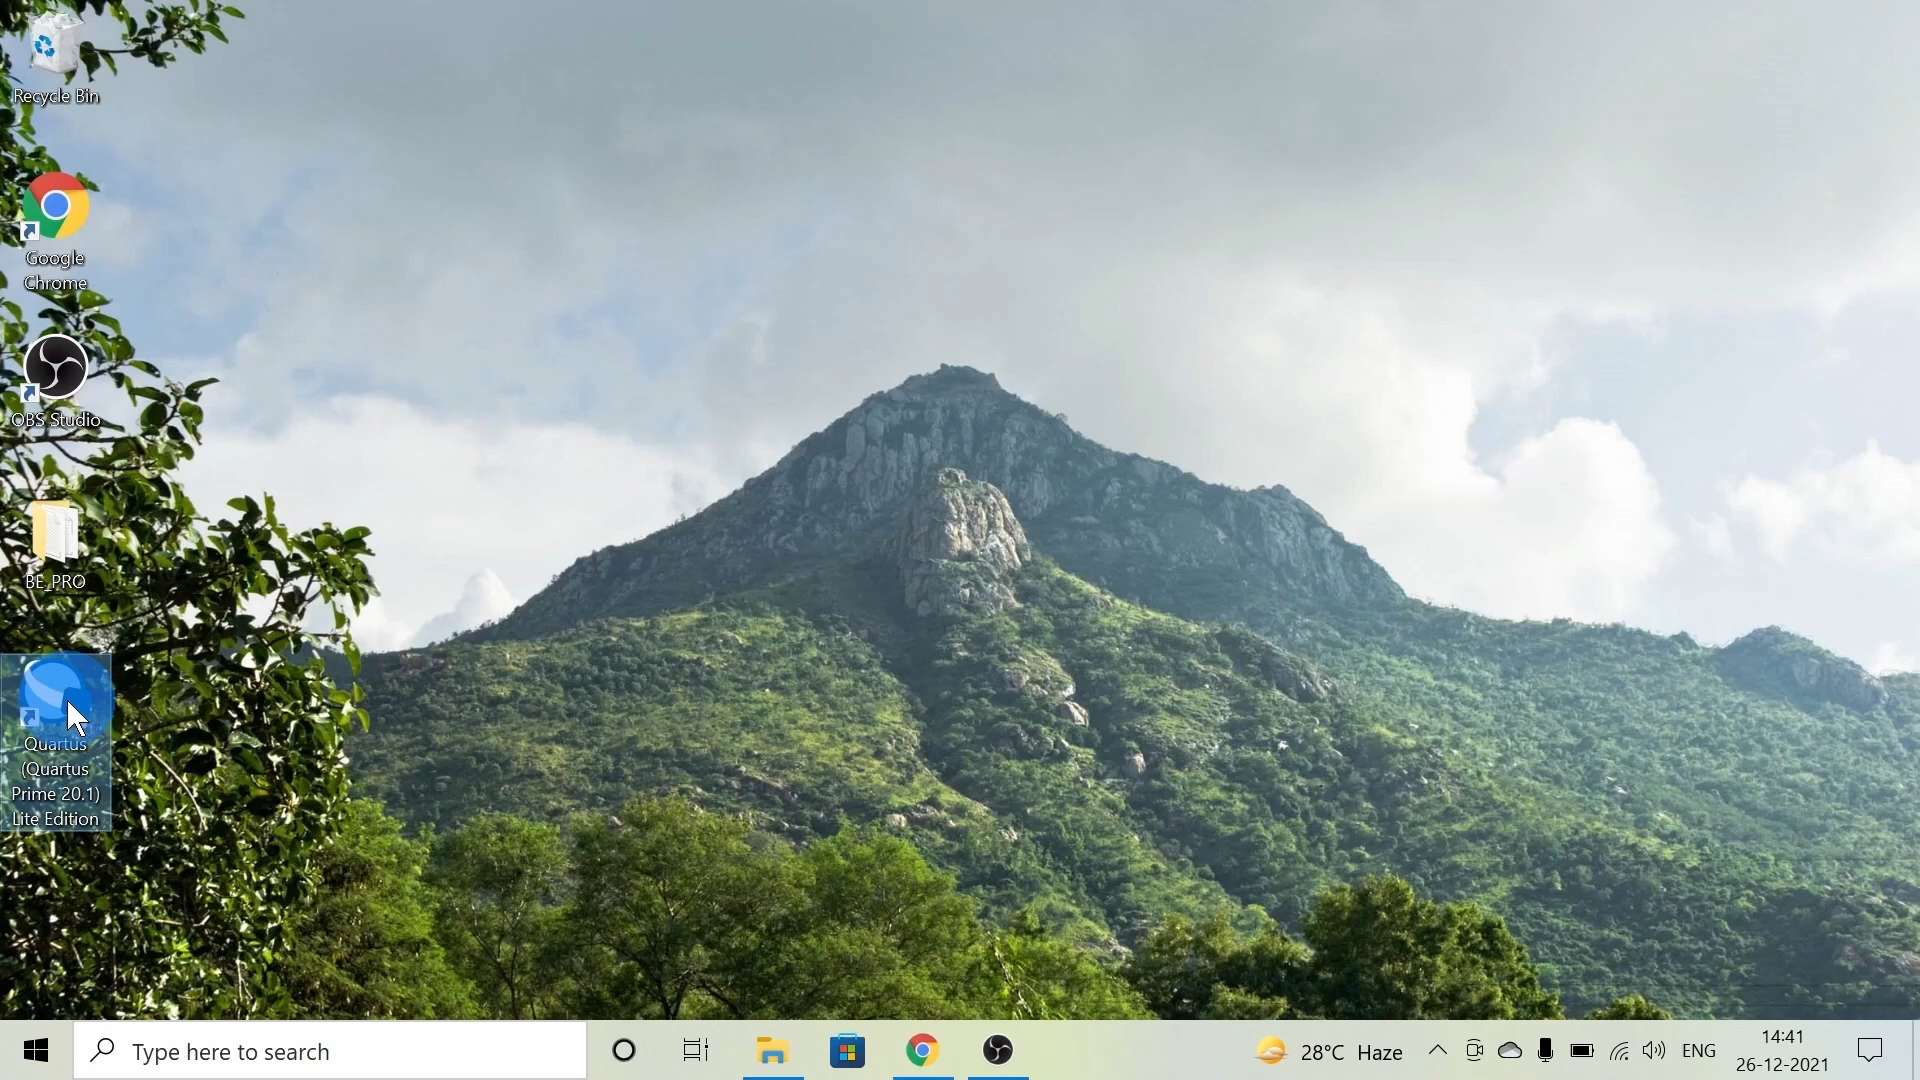 Recycle Bin
Google
Chrome
OBS Studio
BE_PRO
Quartus
(Quartus
Prime 20.1)
Lite Edition
Type here to search
28°C Haze
ENG
14:41
26-12-2021